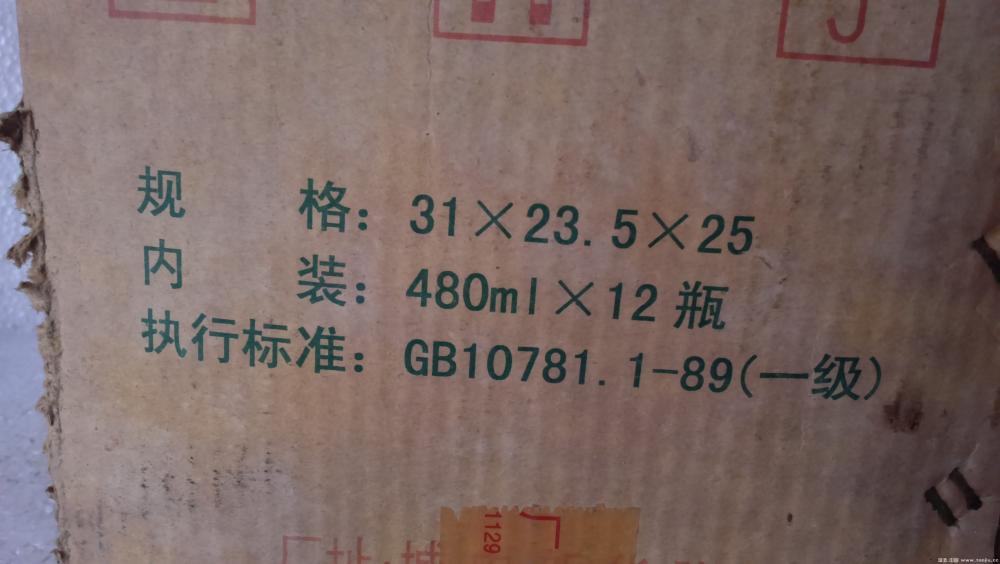 规 格：31×23.5×25
内 装：480ml×12瓶
执行标准：GB10781.1-89(一级)
1129